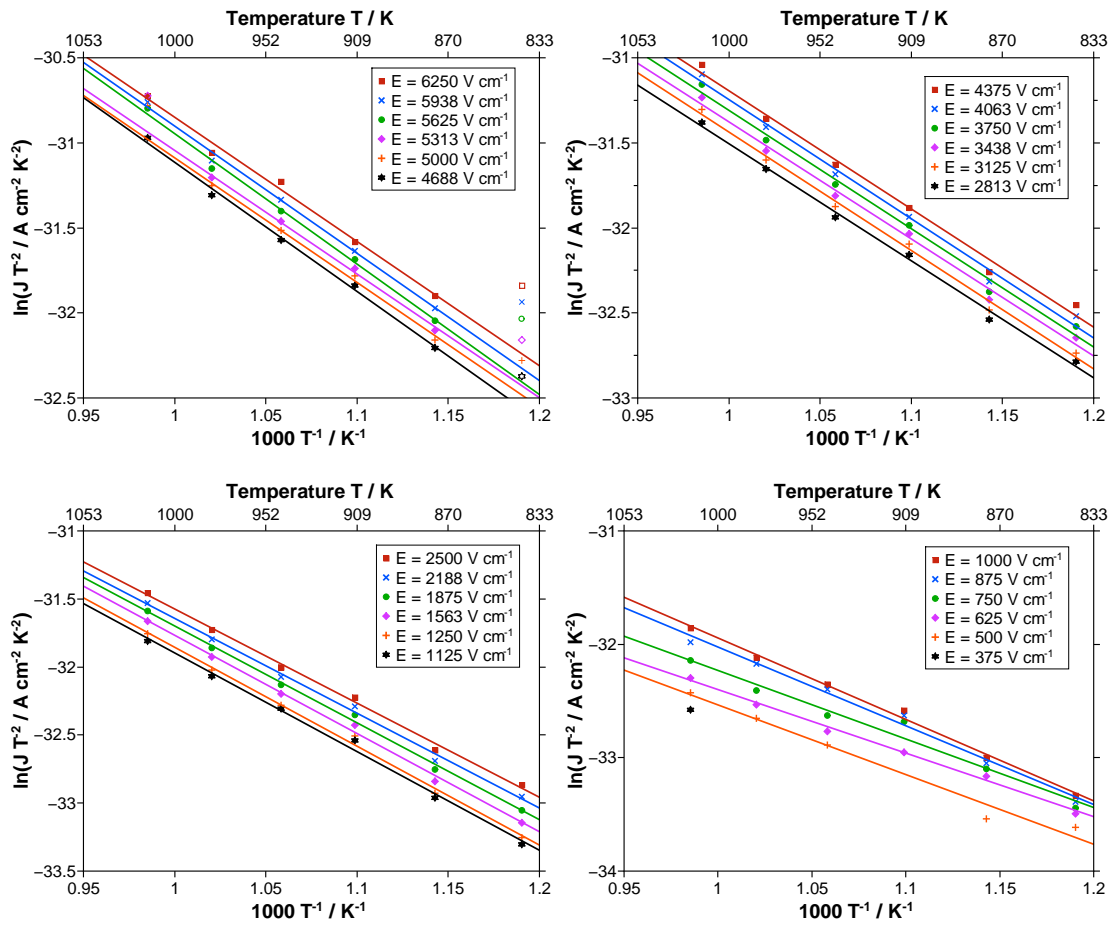 Temperature T / K
1053 1000 952 909 870 833
−30.5
−31
−31.5
−32
−32.5
ln(J T⁻² / A cm⁻² K⁻²)
E = 6250 V cm⁻¹
E = 5938 V cm⁻¹
E = 5625 V cm⁻¹
E = 5313 V cm⁻¹
E = 5000 V cm⁻¹
E = 4688 V cm⁻¹
0.95 1 1.05 1.1 1.15 1.2
1000 T⁻¹ / K⁻¹
Temperature T / K
1053 1000 952 909 870 833
−31
−31.5
−32
−32.5
−33
ln(J T⁻² / A cm⁻² K⁻²)
E = 4375 V cm⁻¹
E = 4063 V cm⁻¹
E = 3750 V cm⁻¹
E = 3438 V cm⁻¹
E = 3125 V cm⁻¹
E = 2813 V cm⁻¹
0.95 1 1.05 1.1 1.15 1.2
1000 T⁻¹ / K⁻¹
Temperature T / K
1053 1000 952 909 870 833
−31
−31.5
−32
−32.5
−33
−33.5
ln(J T⁻² / A cm⁻² K⁻²)
E = 2500 V cm⁻¹
E = 2188 V cm⁻¹
E = 1875 V cm⁻¹
E = 1563 V cm⁻¹
E = 1250 V cm⁻¹
E = 1125 V cm⁻¹
0.95 1 1.05 1.1 1.15 1.2
1000 T⁻¹ / K⁻¹
Temperature T / K
1053 1000 952 909 870 833
−31
−32
−33
−34
ln(J T⁻² / A cm⁻² K⁻²)
E = 1000 V cm⁻¹
E = 875 V cm⁻¹
E = 750 V cm⁻¹
E = 625 V cm⁻¹
E = 500 V cm⁻¹
E = 375 V cm⁻¹
0.95 1 1.05 1.1 1.15 1.2
1000 T⁻¹ / K⁻¹